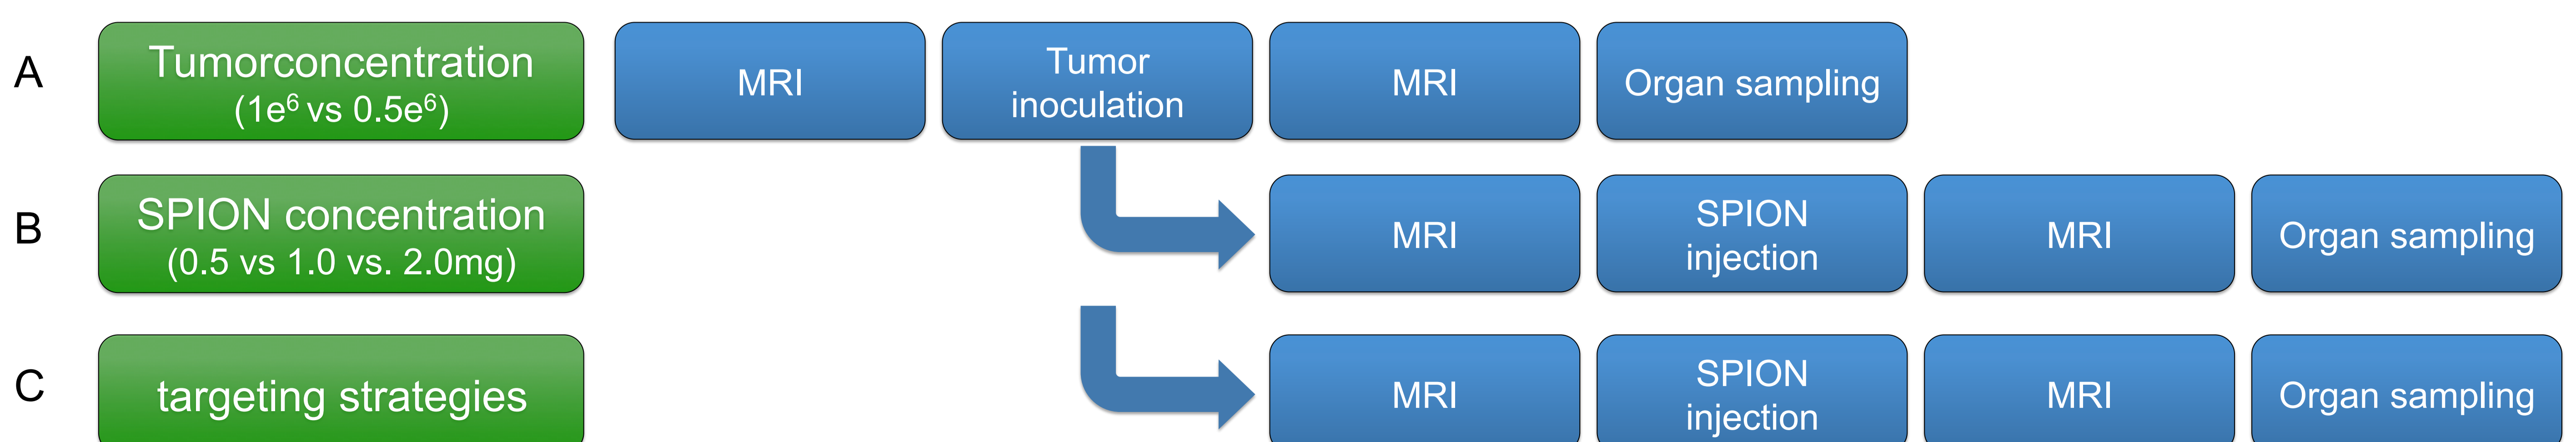 A
Tumorconcentration
(1e⁶ vs 0.5e⁶)
MRI
Tumor
inoculation
MRI
Organ sampling
B
SPION concentration
(0.5 vs 1.0 vs. 2.0mg)
MRI
SPION
injection
MRI
Organ sampling
C
targeting strategies
MRI
SPION
injection
MRI
Organ sampling